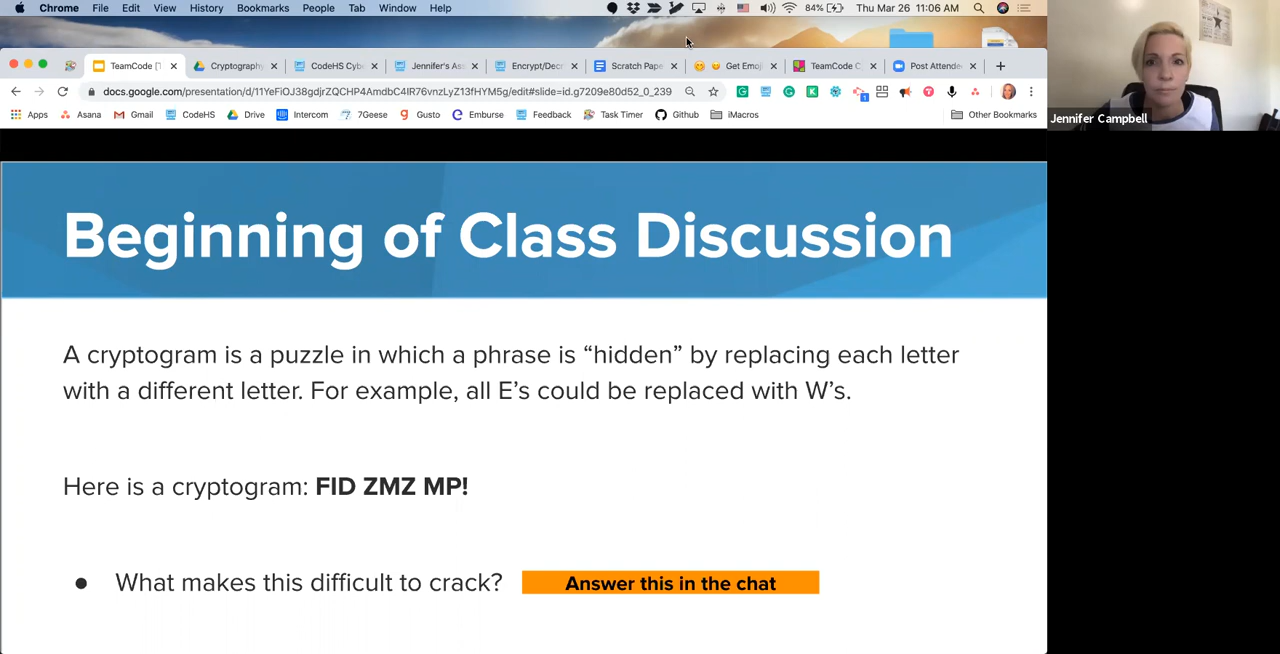 Chrome File Edit View History Bookmarks People Tab Window Help 84% Thu Mar 26 11:06 AM
TeamCode [T Cryptography CodeHS Cybe Jennifer's Ass Encrypt/Decr Scratch Pape Get Emoji TeamCode C Post Attende
docs.google.com/presentation/d/11YeFiOJ38gdjrZQCHP4AmdbC4IR76vnzLyZ13fHYM5g/edit#slide=id.g7209e80d52_0_239
Apps Asana Gmail CodeHS Drive Intercom 7Geese Gusto Emburse Feedback Task Timer Github iMacros Other Bookmarks
Jennifer Campbell
Beginning of Class Discussion
A cryptogram is a puzzle in which a phrase is “hidden” by replacing each letter
with a different letter. For example, all E’s could be replaced with W’s.
Here is a cryptogram: FID ZMZ MP!
● What makes this difficult to crack? Answer this in the chat